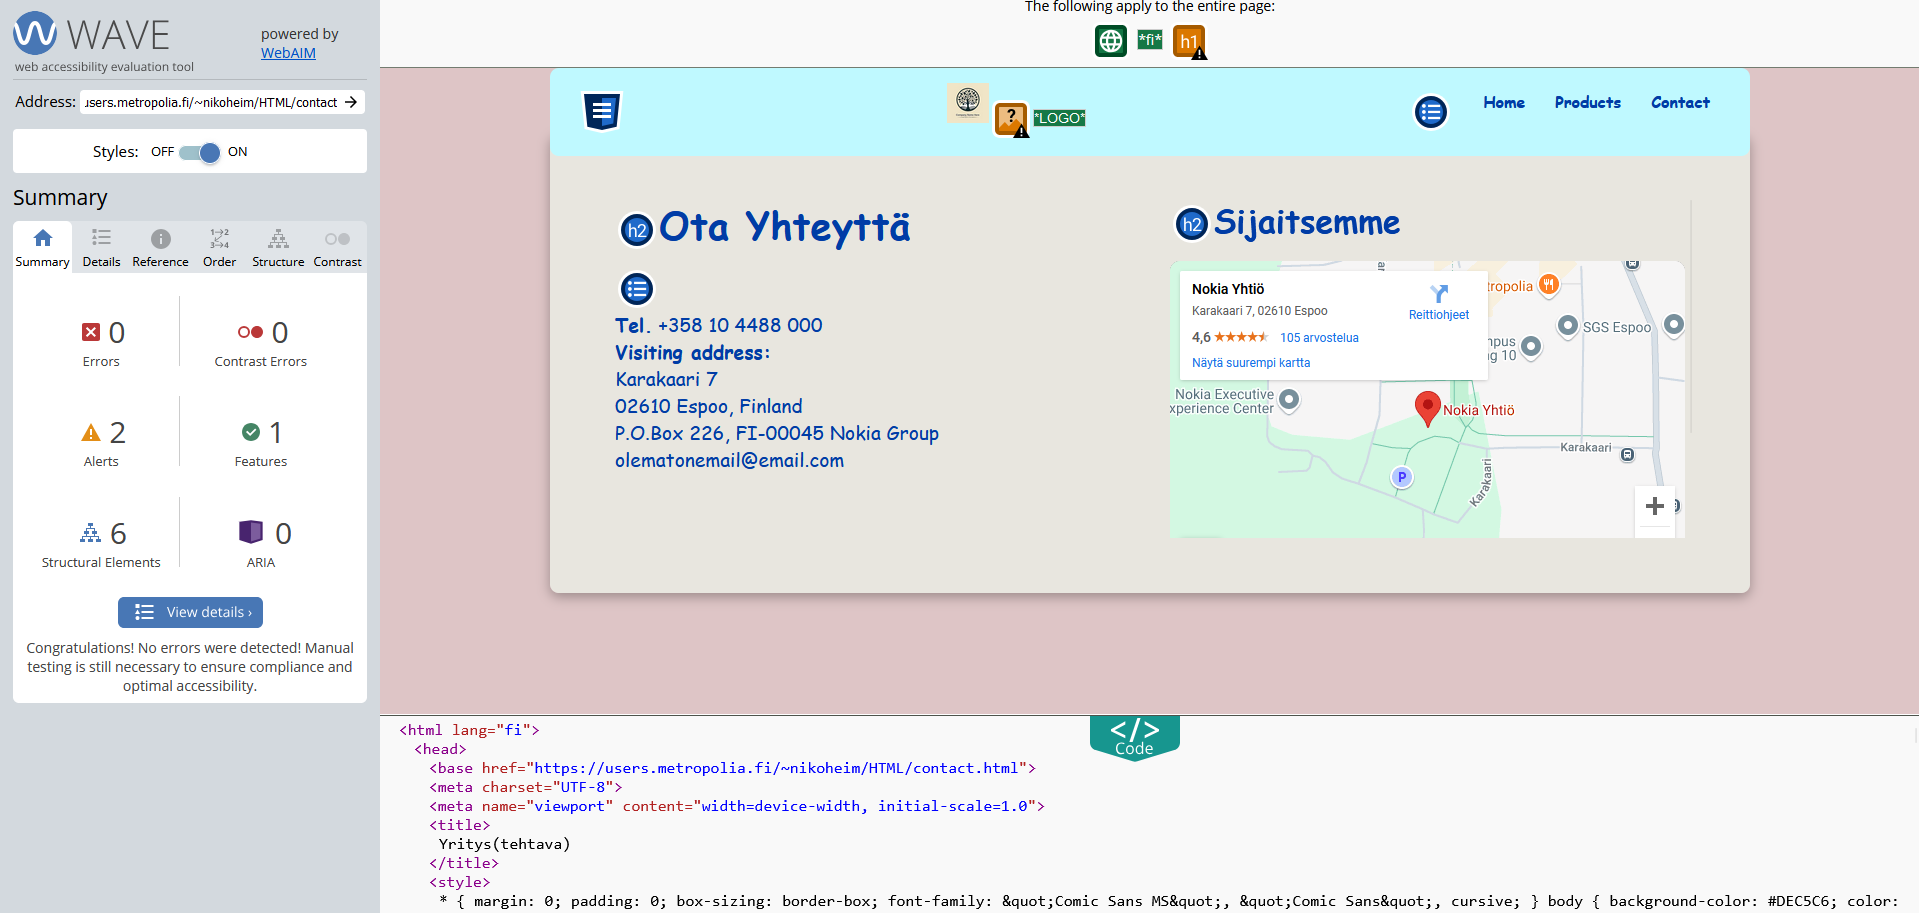 WAVE
web accessibility evaluation tool
powered by
WebAIM
Address: users.metropolia.fi/~nikoheim/HTML/contact
Styles: OFF ON
Summary
Summary Details Reference Order Structure Contrast
0
Errors
0
Contrast Errors
2
Alerts
1
Features
6
Structural Elements
0
ARIA
View details ›
Congratulations! No errors were detected! Manual
testing is still necessary to ensure compliance and
optimal accessibility.
The following apply to the entire page:
*fi* h1
*LOGO*
Home Products Contact
h2 Ota Yhteyttä
Tel. +358 10 4488 000
Visiting address:
Karakaari 7
02610 Espoo, Finland
P.O.Box 226, FI-00045 Nokia Group
olematonemail@email.com
h2 Sijaitsemme
Nokia Yhtiö
Karakaari 7, 02610 Espoo
4,6 105 arvostelua
Näytä suurempi kartta
Reittiohjeet
tropolia
SGS Espoo
mpus
g 10
Nokia Executive
xperience Center
Nokia Yhtiö
Karakaari
P
Karakaari
</>
Code
<html lang="fi">
<head>
<base href="https://users.metropolia.fi/~nikoheim/HTML/contact.html">
<meta charset="UTF-8">
<meta name="viewport" content="width=device-width, initial-scale=1.0">
<title>
Yritys(tehtava)
</title>
<style>
* { margin: 0; padding: 0; box-sizing: border-box; font-family: &quot;Comic Sans MS&quot;, &quot;Comic Sans&quot;, cursive; } body { background-color: #DEC5C6; color: